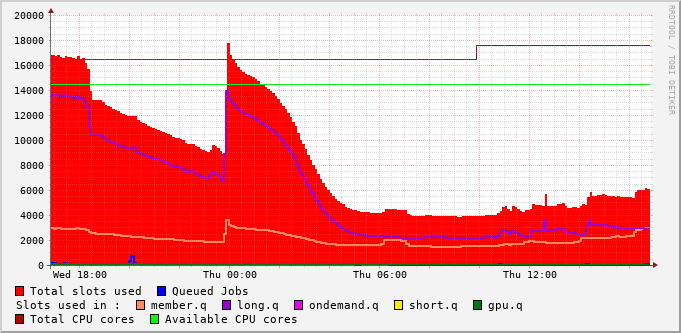 20000
18000
16000
14000
12000
10000
8000
6000
4000
2000
0
Wed 18:00 Thu 00:00 Thu 06:00 Thu 12:00
RRDTOOL / TOBI OETIKER
Total slots used Queued Jobs
Slots used in : member.q long.q ondemand.q short.q gpu.q
Total CPU cores Available CPU cores